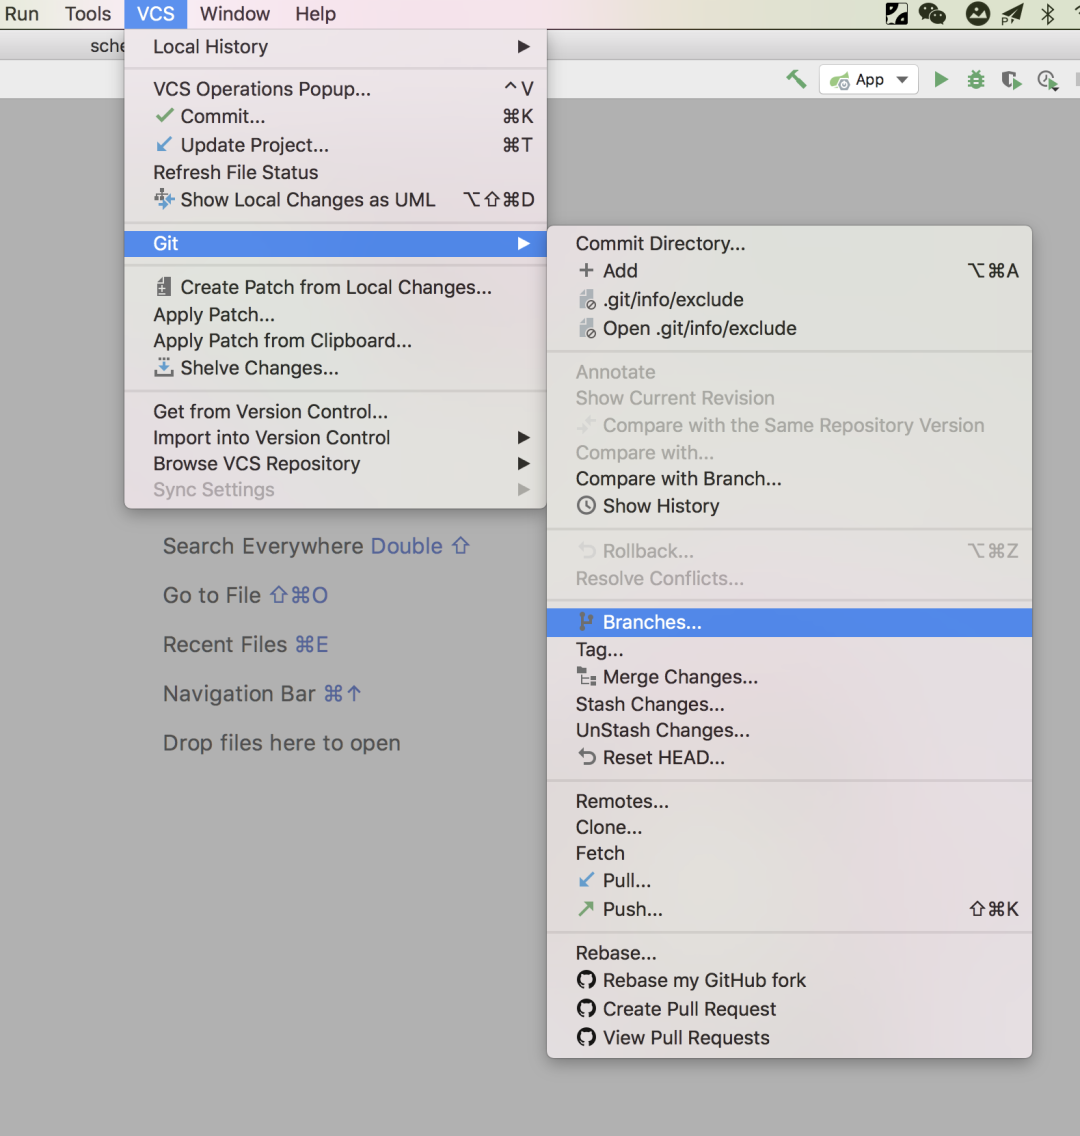 Run Tools VCS Window Help
App
Local History
VCS Operations Popup... ^V
Commit... ⌘K
Update Project... ⌘T
Refresh File Status
Show Local Changes as UML ⌥⇧⌘D
Git
Create Patch from Local Changes...
Apply Patch...
Apply Patch from Clipboard...
Shelve Changes...
Get from Version Control...
Import into Version Control
Browse VCS Repository
Sync Settings
Commit Directory...
Add ⌥⌘A
.git/info/exclude
Open .git/info/exclude
Annotate
Show Current Revision
Compare with the Same Repository Version
Compare with...
Compare with Branch...
Show History
Rollback... ⌥⌘Z
Resolve Conflicts...
Branches...
Tag...
Merge Changes...
Stash Changes...
UnStash Changes...
Reset HEAD...
Remotes...
Clone...
Fetch
Pull...
Push... ⇧⌘K
Rebase...
Rebase my GitHub fork
Create Pull Request
View Pull Requests
Search Everywhere Double ⇧
Go to File ⇧⌘O
Recent Files ⌘E
Navigation Bar ⌘↑
Drop files here to open